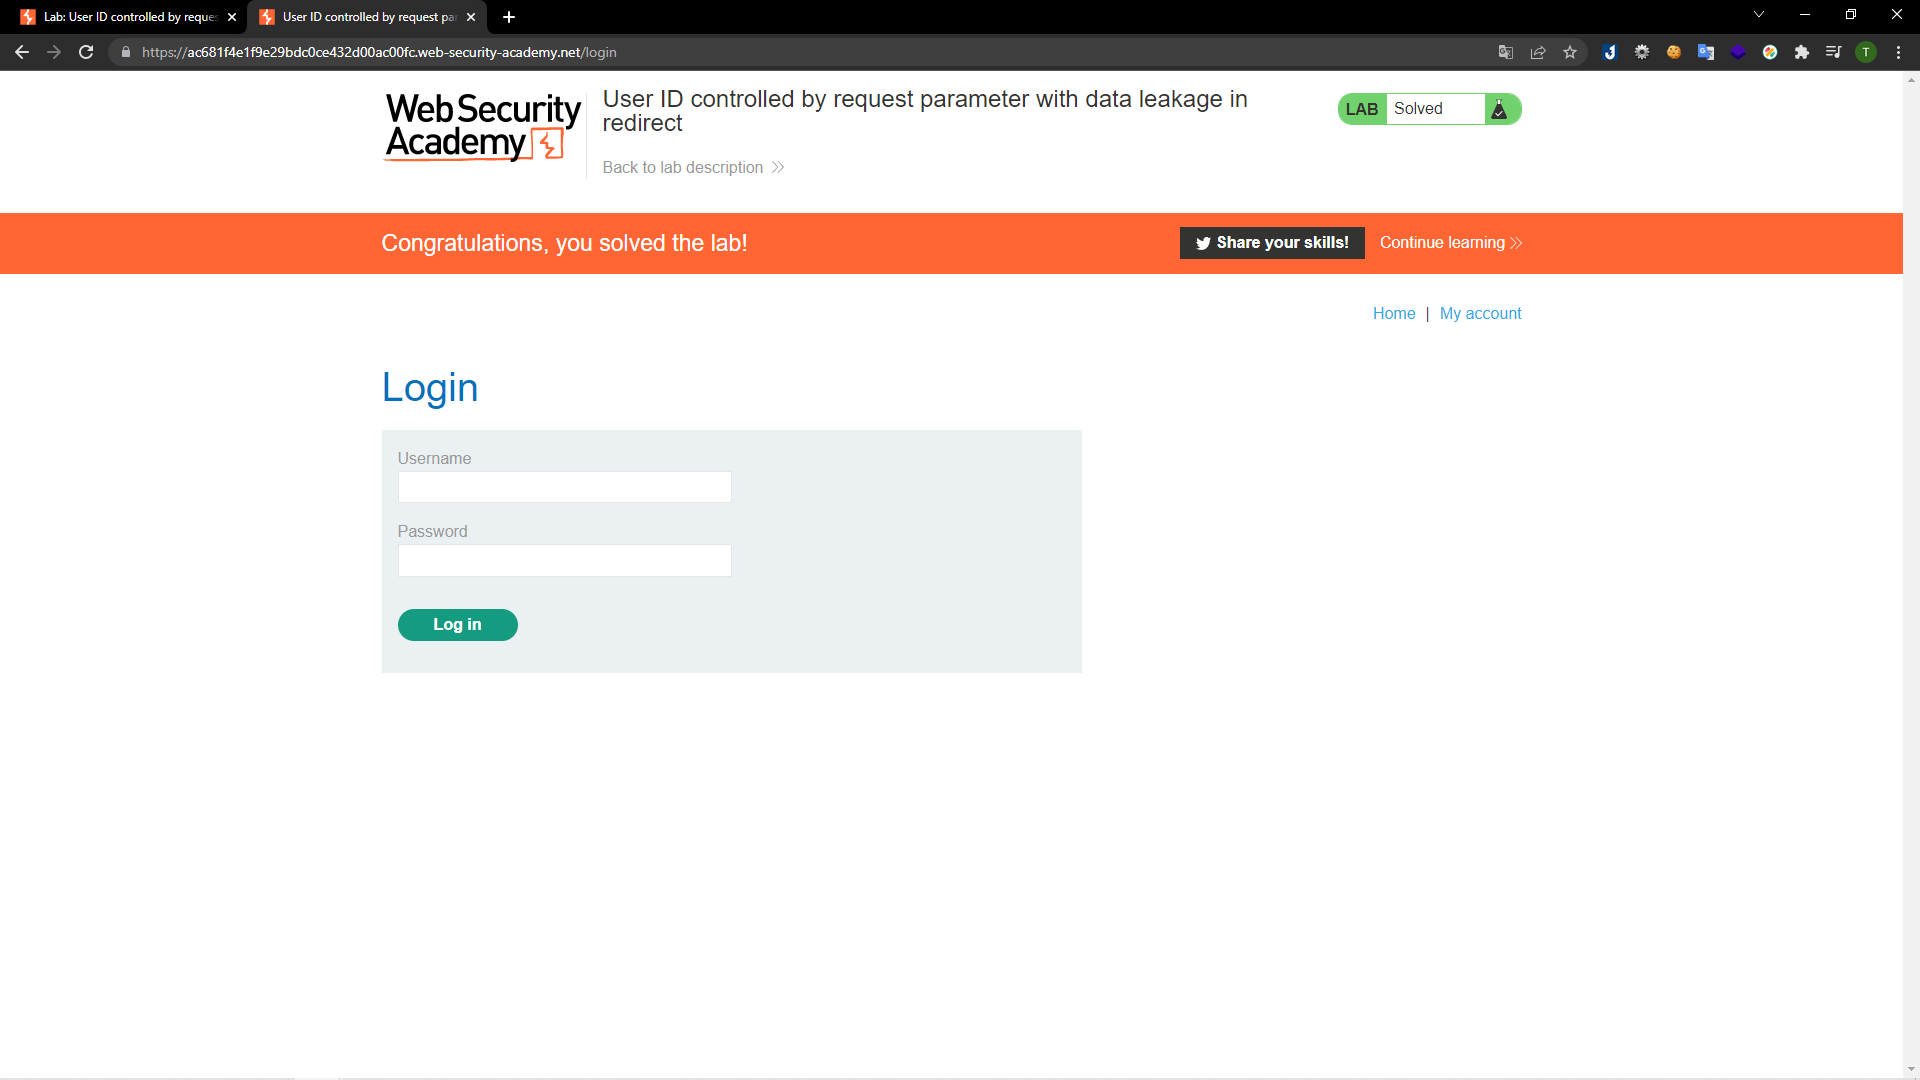 Lab: User ID controlled by reques
User ID controlled by request par
https://ac681f4e1f9e29bdc0ce432d00ac00fc.web-security-academy.net/login
T
Web Security
Academy
User ID controlled by request parameter with data leakage in
redirect
Back to lab description
LAB Solved
Congratulations, you solved the lab!
Share your skills!
Continue learning
Home | My account
Login
Username
Password
Log in